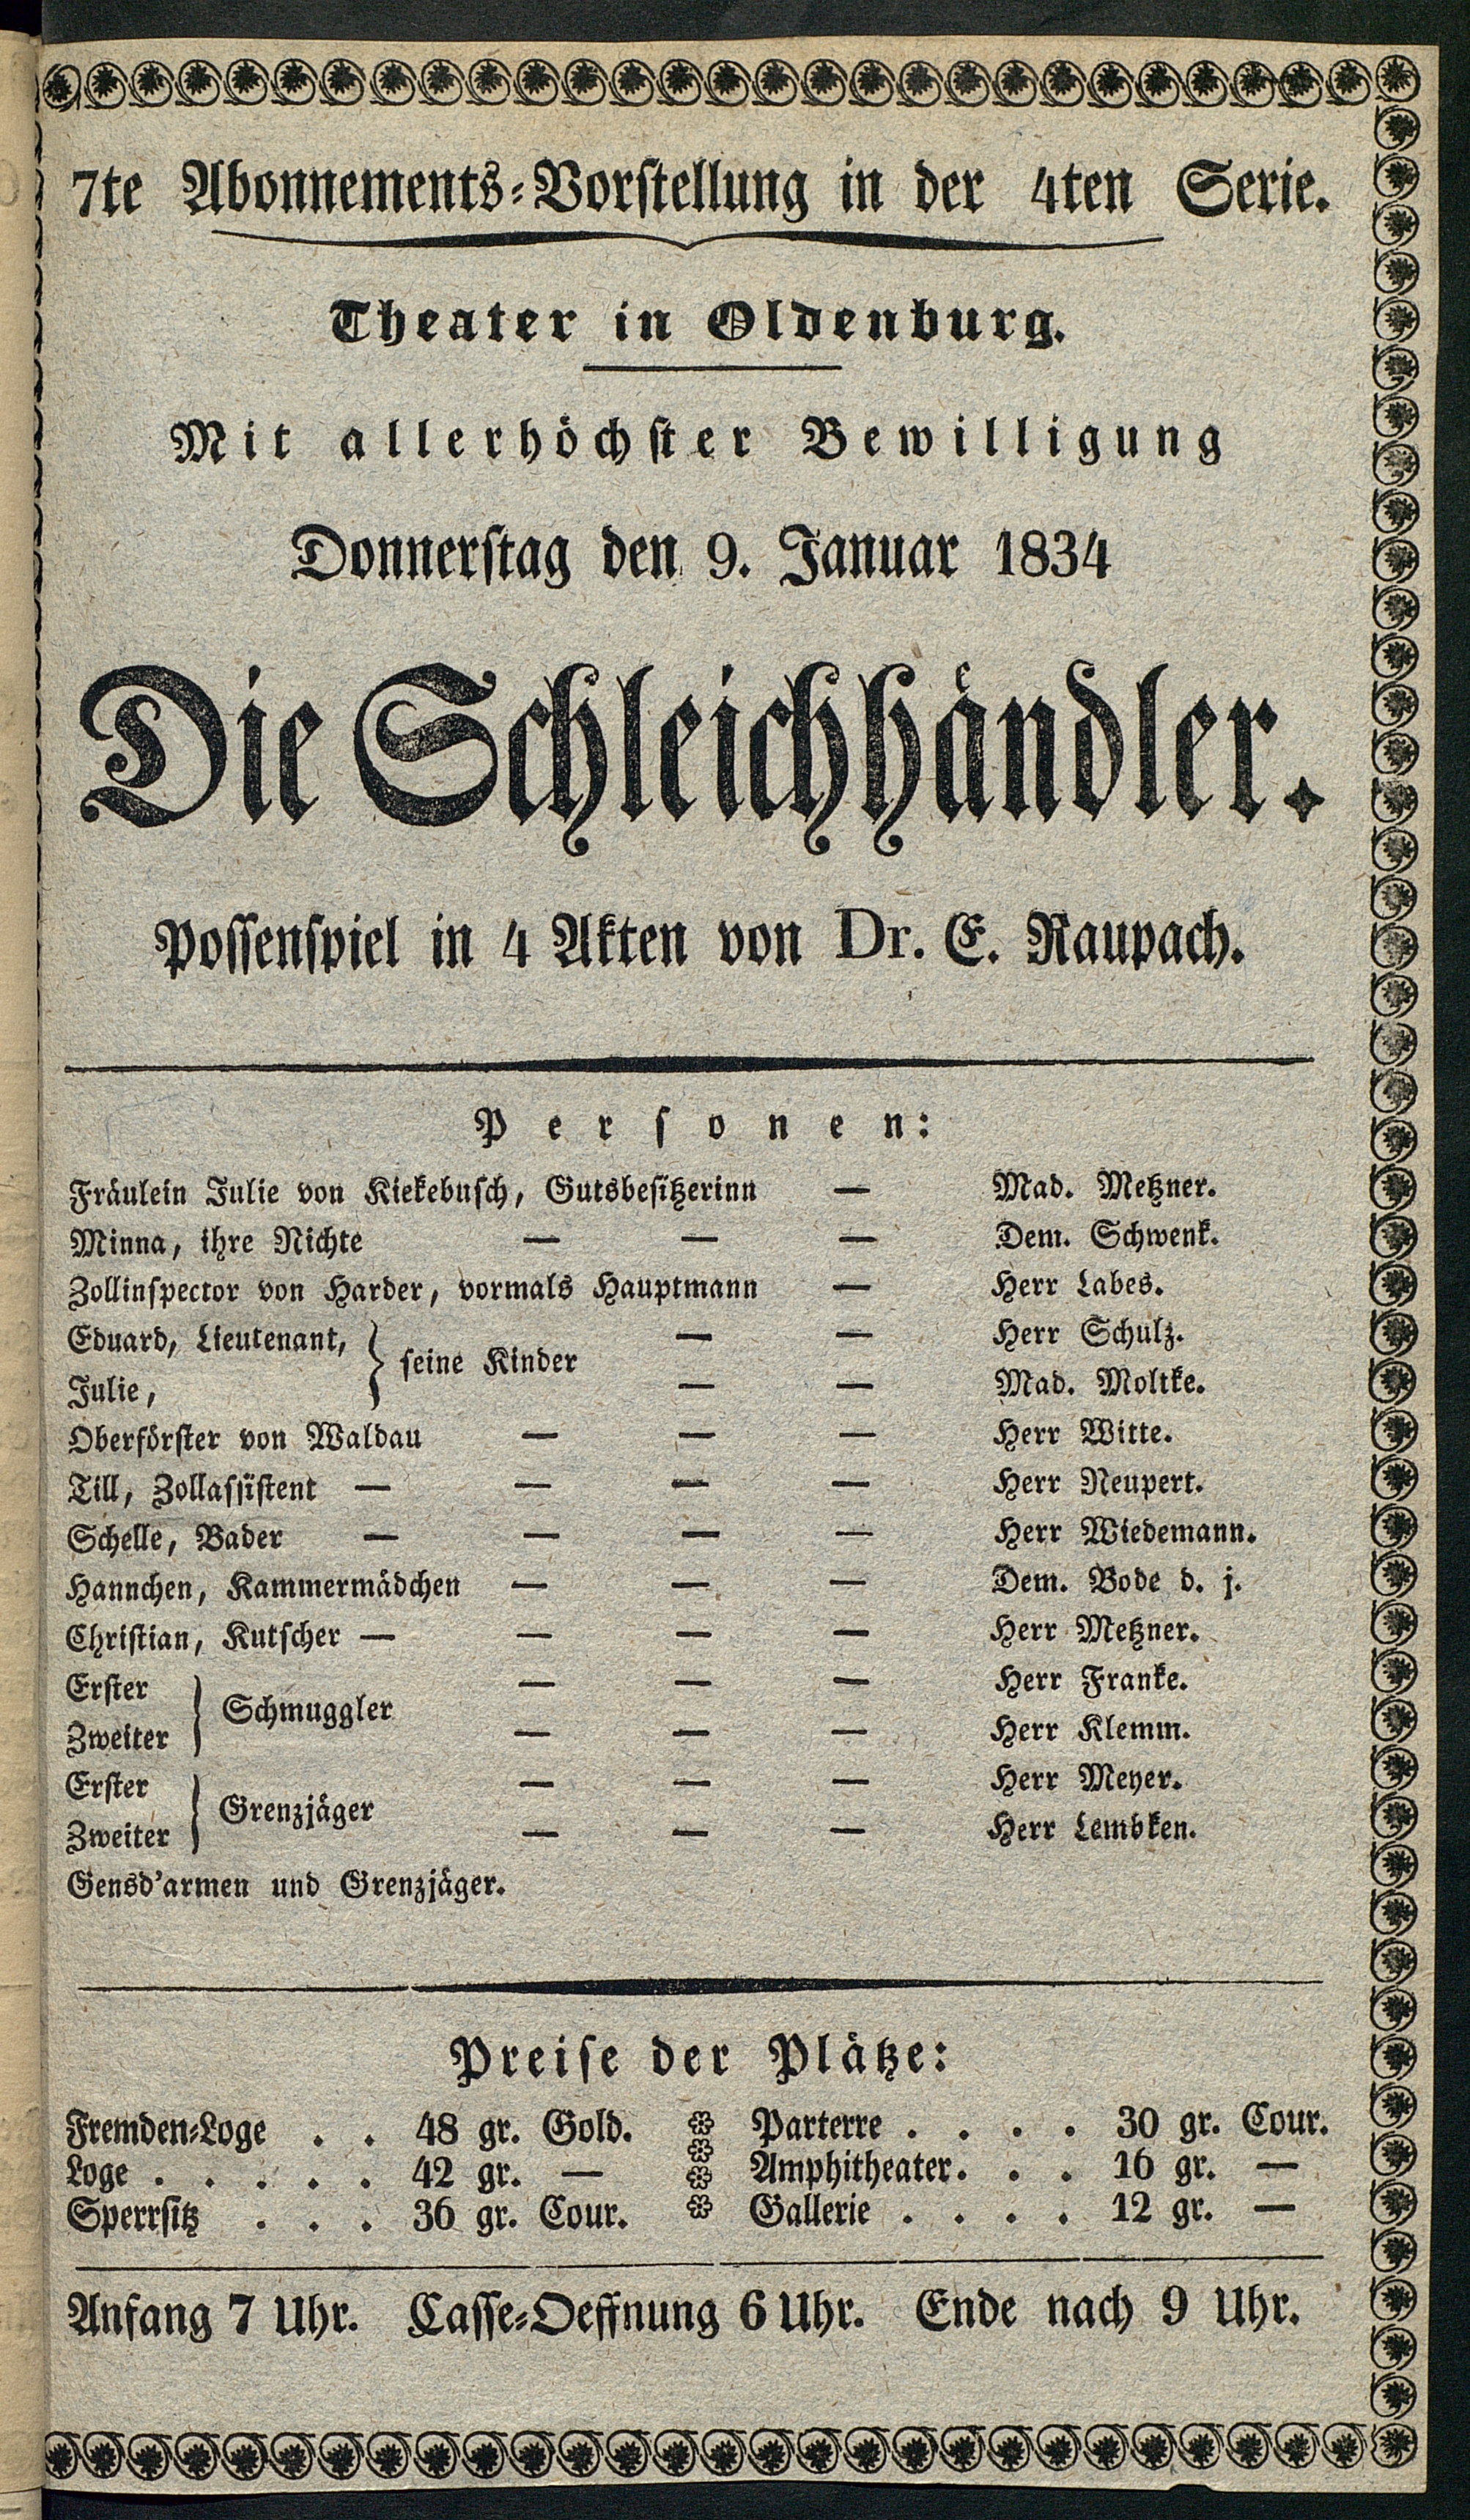 7te Abonnements-Vorstellung in der 4ten Serie.
Theater in Oldenburg.
Mit allerhöchster Bewilligung
Donnerstag den 9. Januar 1834
Die Schleichhändler.
Possenspiel in 4 Akten von Dr. E. Raupach.
Personen:
Fräulein Julie von Kiekebusch, Gutsbesitzerinn — Mad. Metzner.
Minna, ihre Nichte — — — Dem. Schwenk.
Zollinspector von Harder, vormals Hauptmann — Herr Labes.
Eduard, Lieutenant, } seine Kinder — — Herr Schulz.
Julie, — — Mad. Moltke.
Oberförster von Waldau — — — Herr Witte.
Till, Zollassistent — — — — Herr Neupert.
Schelle, Bader — — — — Herr Wiedemann.
Hannchen, Kammermädchen — — — Dem. Bode d. j.
Christian, Kutscher — — — — Herr Metzner.
Erster } Schmuggler — — — Herr Franke.
Zweiter — — — Herr Klemm.
Erster } Grenzjäger — — — Herr Meyer.
Zweiter — — — Herr Lembken.
Gensd'armen und Grenzjäger.
Preise der Plätze:
Fremden-Loge . . 48 gr. Gold. Parterre . . . . 30 gr. Cour.
Loge . . . . . 42 gr. — Amphitheater. . . 16 gr. —
Sperrsitz . . . 36 gr. Cour. Gallerie . . . . 12 gr. —
Anfang 7 Uhr. Casse-Oeffnung 6 Uhr. Ende nach 9 Uhr.